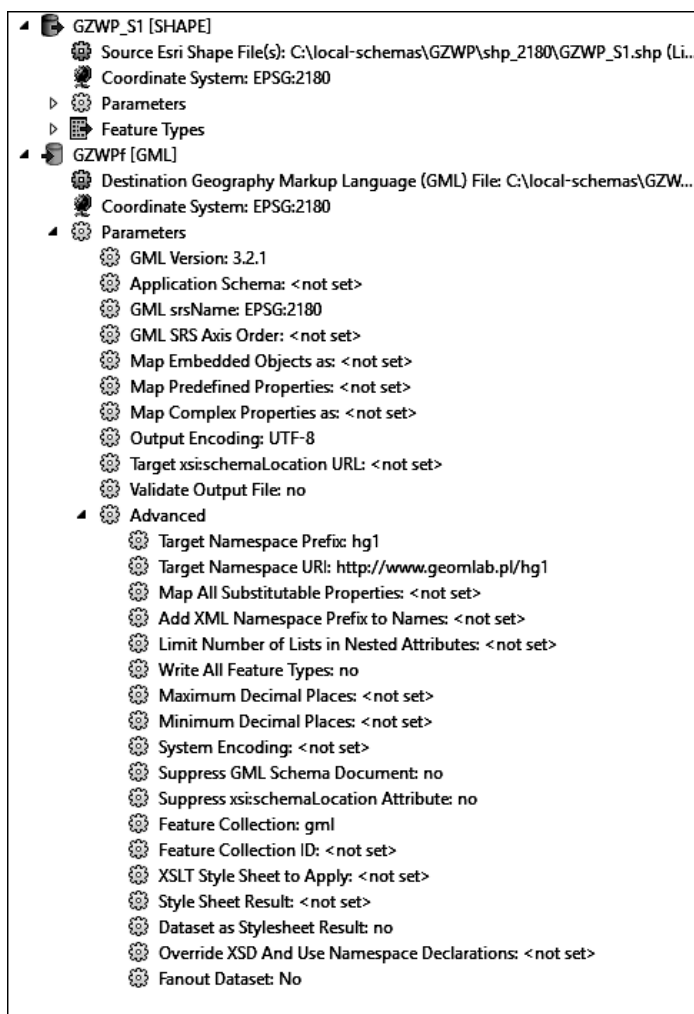 GZWP_S1 [SHAPE]
Source Esri Shape File(s): C:\local-schemas\GZWP\shp_2180\GZWP_S1.shp (Li...
Coordinate System: EPSG:2180
Parameters
Feature Types
GZWPf [GML]
Destination Geography Markup Language (GML) File: C:\local-schemas\GZW...
Coordinate System: EPSG:2180
Parameters
GML Version: 3.2.1
Application Schema: <not set>
GML srsName: EPSG:2180
GML SRS Axis Order: <not set>
Map Embedded Objects as: <not set>
Map Predefined Properties: <not set>
Map Complex Properties as: <not set>
Output Encoding: UTF-8
Target xsi:schemaLocation URL: <not set>
Validate Output File: no
Advanced
Target Namespace Prefix: hg1
Target Namespace URI: http://www.geomlab.pl/hg1
Map All Substitutable Properties: <not set>
Add XML Namespace Prefix to Names: <not set>
Limit Number of Lists in Nested Attributes: <not set>
Write All Feature Types: no
Maximum Decimal Places: <not set>
Minimum Decimal Places: <not set>
System Encoding: <not set>
Suppress GML Schema Document: no
Suppress xsi:schemaLocation Attribute: no
Feature Collection: gml
Feature Collection ID: <not set>
XSLT Style Sheet to Apply: <not set>
Style Sheet Result: <not set>
Dataset as Stylesheet Result: no
Override XSD And Use Namespace Declarations: <not set>
Fanout Dataset: No